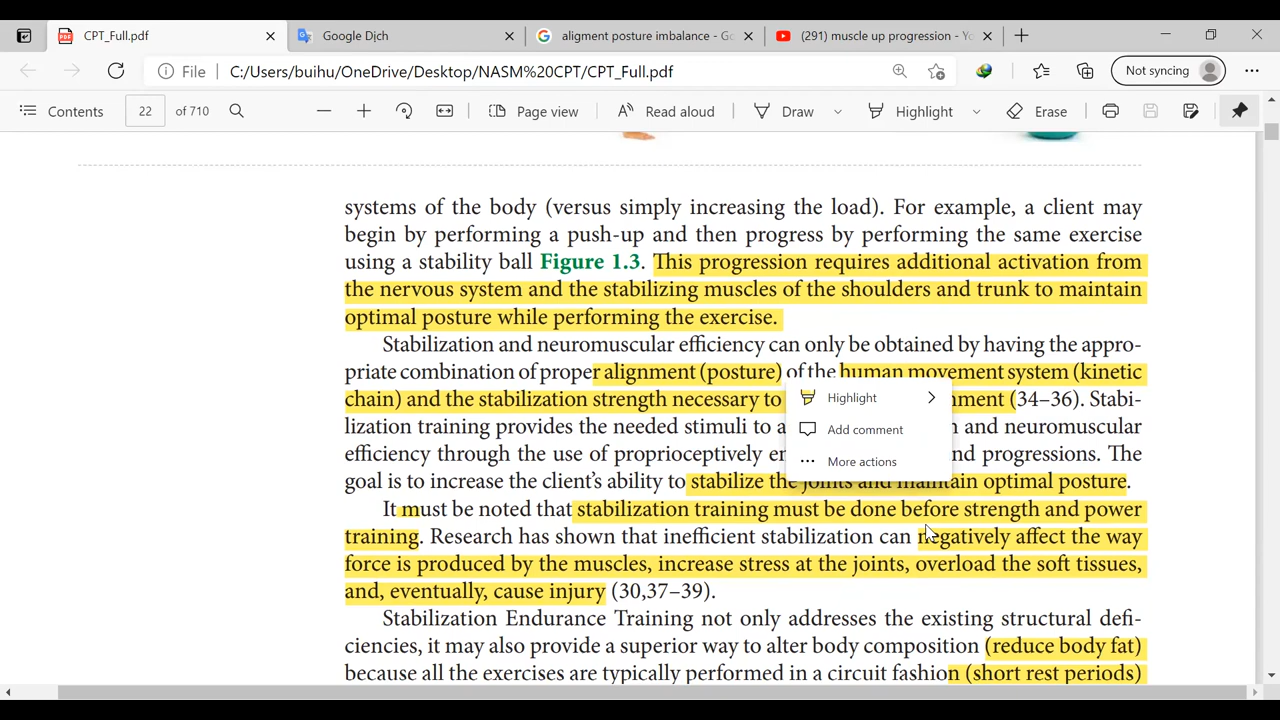 CPT_Full.pdf
Google Dịch
aligment posture imbalance - Go
(291) muscle up progression - Yo
File
C:/Users/buihu/OneDrive/Desktop/NASM%20CPT/CPT_Full.pdf
Not syncing
Contents
22
of 710
Page view
Read aloud
Draw
Highlight
Erase
systems of the body (versus simply increasing the load). For example, a client may
begin by performing a push-up and then progress by performing the same exercise
using a stability ball Figure 1.3. This progression requires additional activation from
the nervous system and the stabilizing muscles of the shoulders and trunk to maintain
optimal posture while performing the exercise.
Stabilization and neuromuscular efficiency can only be obtained by having the appro-
priate combination of proper alignment (posture) of the human movement system (kinetic
chain) and the stabilization strength necessary to
nment (34–36). Stabi-
lization training provides the needed stimuli to a
n and neuromuscular
efficiency through the use of proprioceptively en
nd progressions. The
goal is to increase the client's ability to stabilize the joints and maintain optimal posture.
It must be noted that stabilization training must be done before strength and power
training. Research has shown that inefficient stabilization can negatively affect the way
force is produced by the muscles, increase stress at the joints, overload the soft tissues,
and, eventually, cause injury (30,37–39).
Stabilization Endurance Training not only addresses the existing structural defi-
ciencies, it may also provide a superior way to alter body composition (reduce body fat)
because all the exercises are typically performed in a circuit fashion (short rest periods)
Highlight
Add comment
More actions